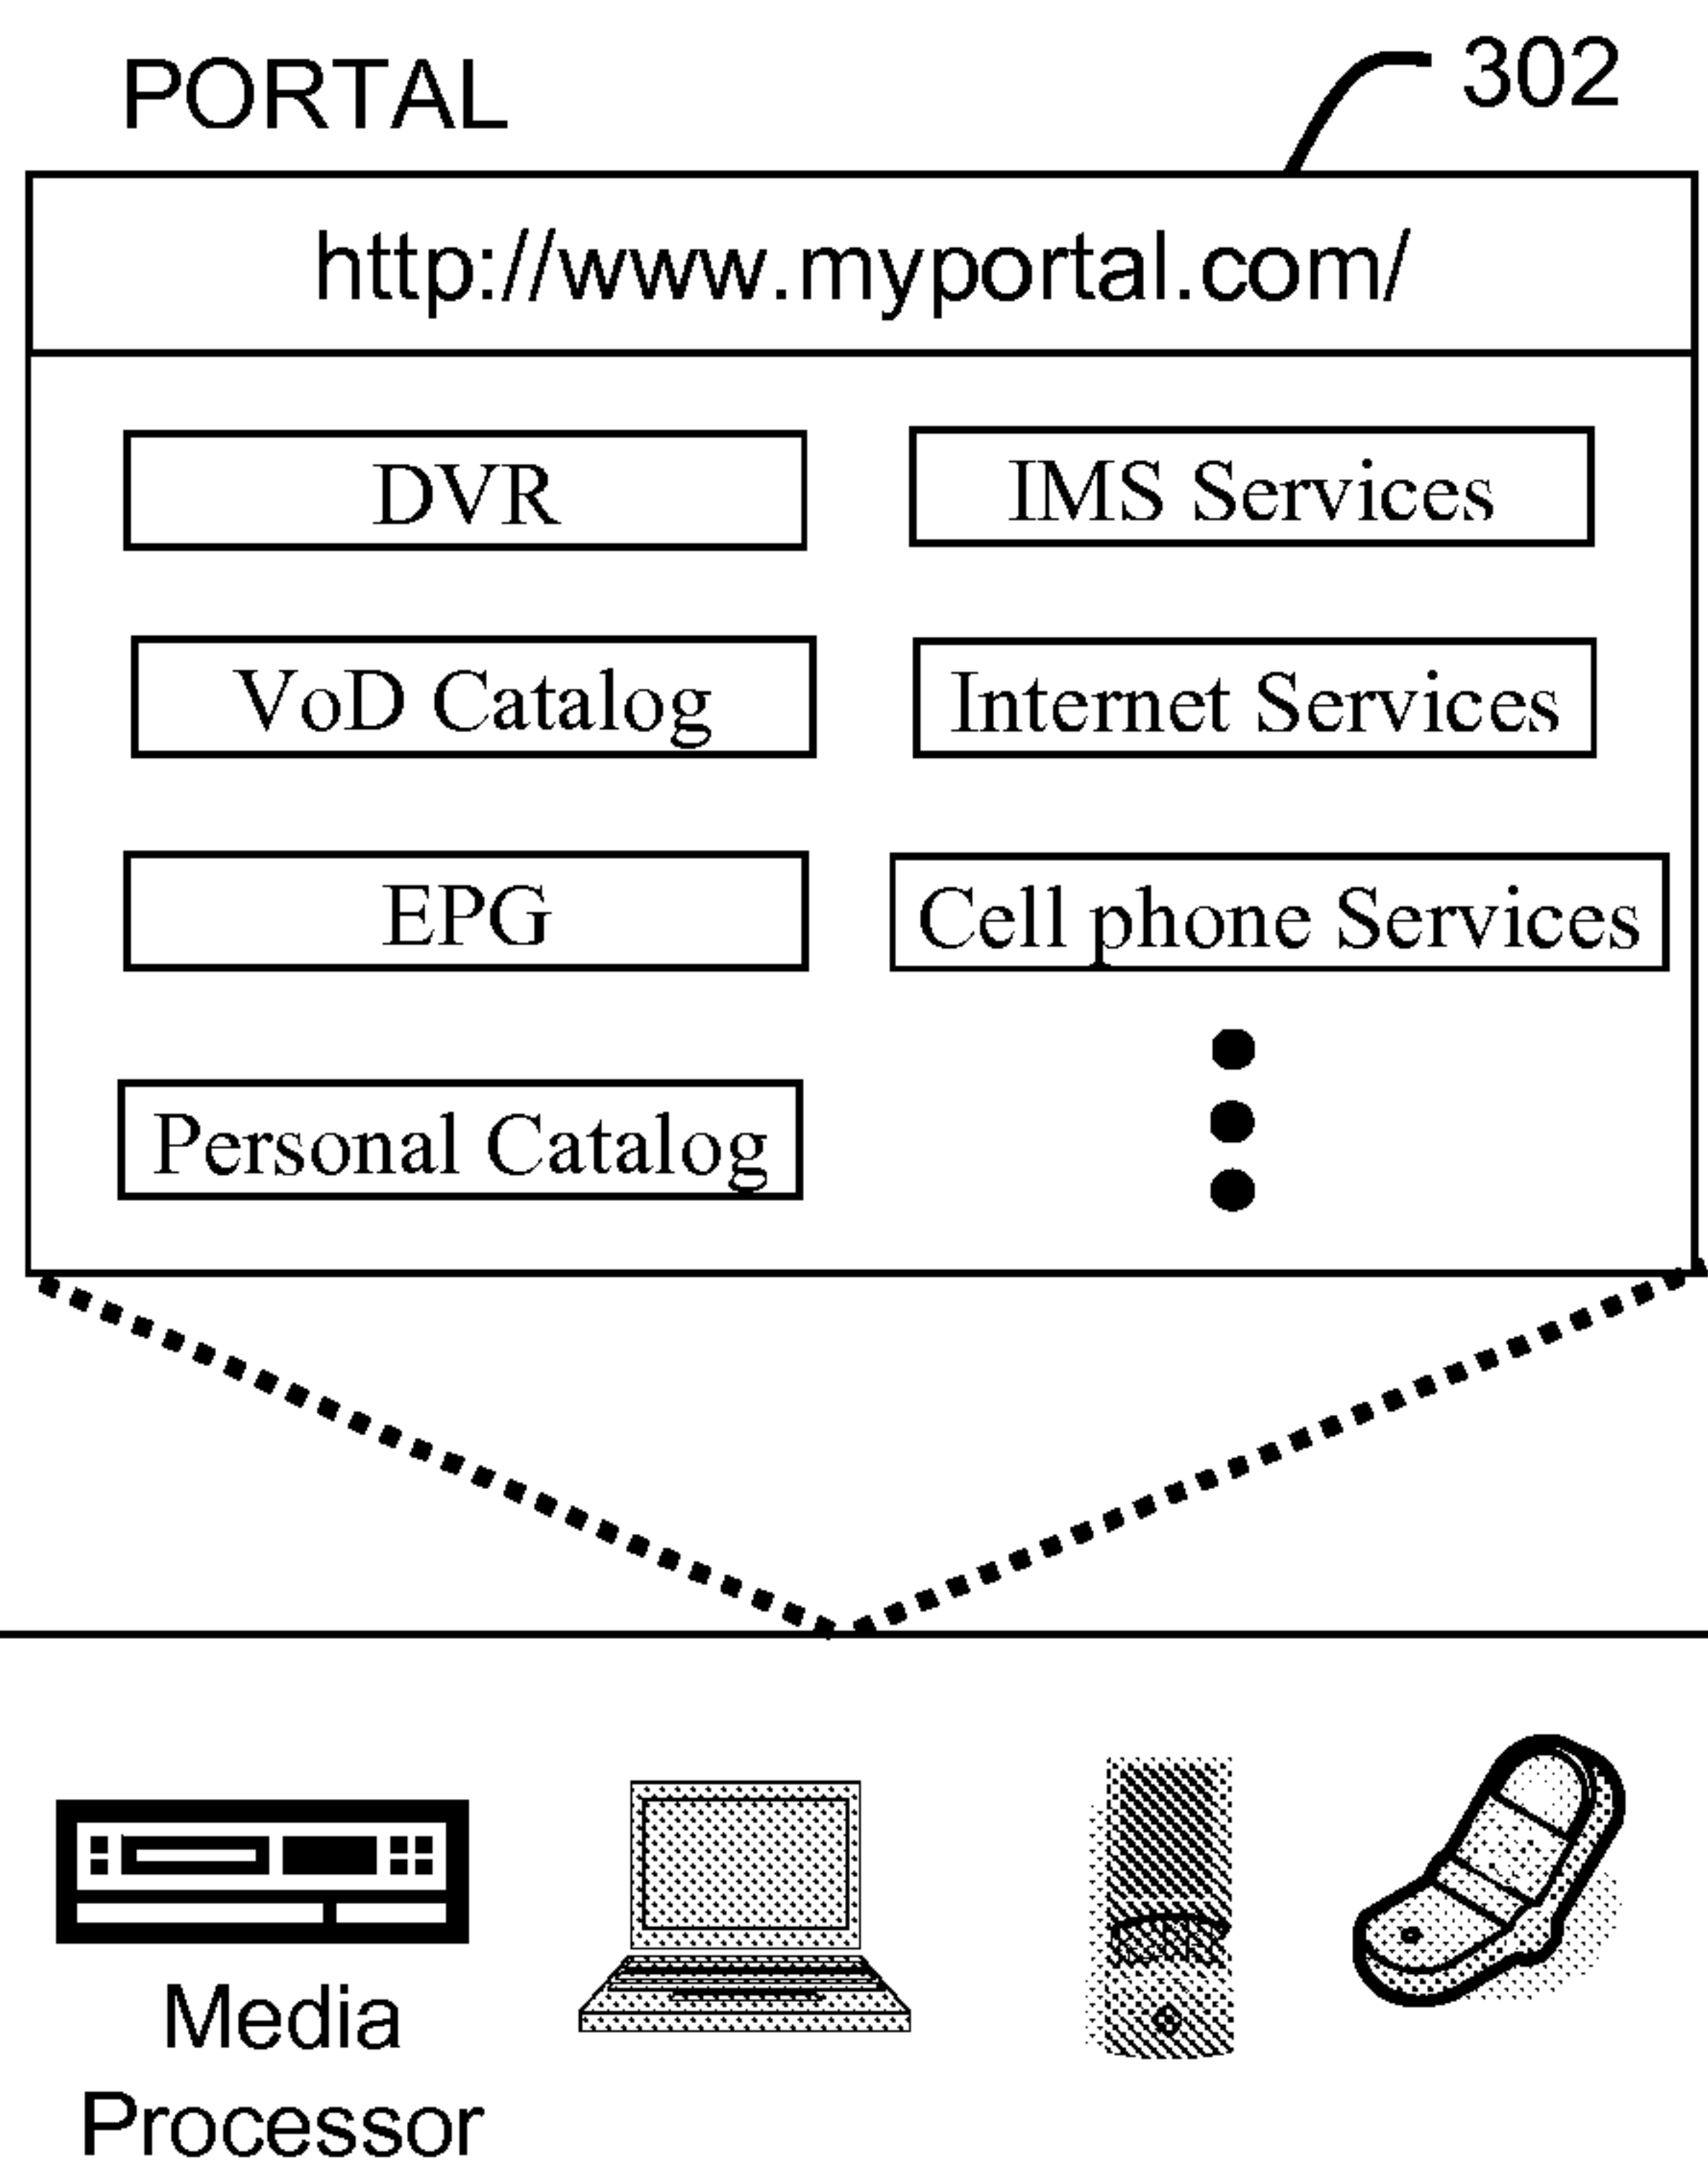 PORTAL
302
http://www.myportal.com/
DVR
IMS Services
VoD Catalog
Internet Services
EPG
Cell phone Services
Personal Catalog
Media
Processor